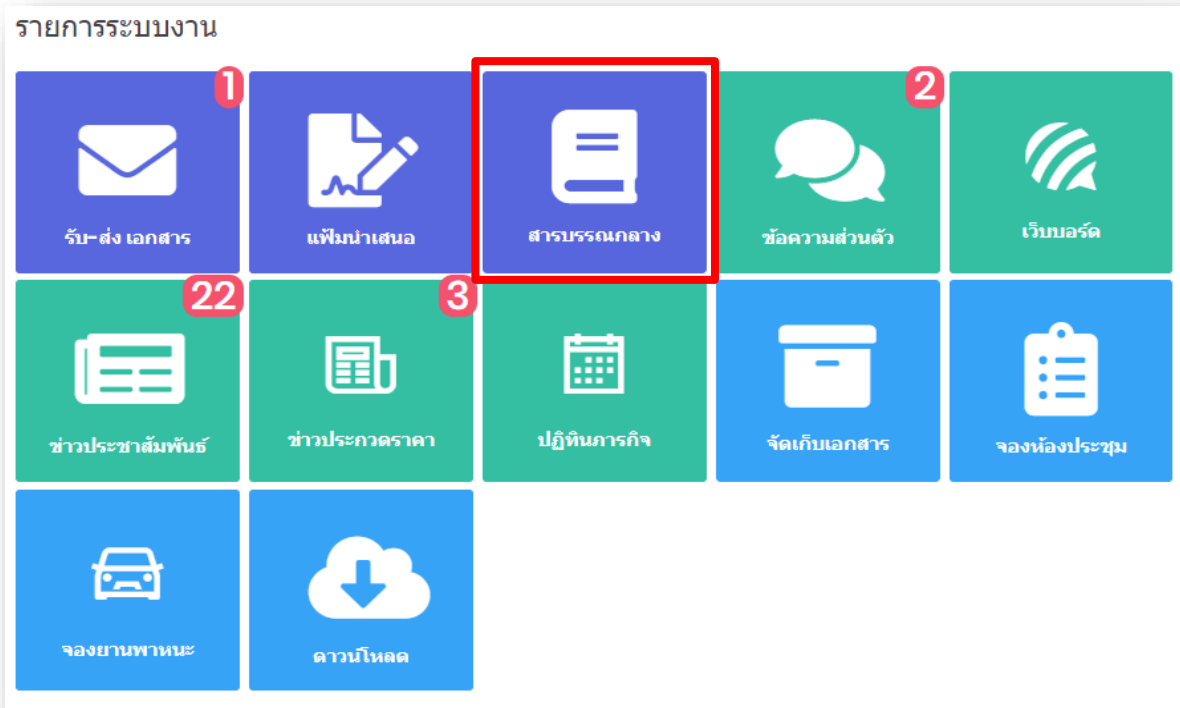 รายการระบบงาน
1
2
รับ-ส่ง เอกสาร
แฟ้มนำเสนอ
สารบรรณกลาง
ข้อความส่วนตัว
เว็บบอร์ด
22
3
ข่าวประชาสัมพันธ์
ข่าวประกวดราคา
ปฏิทินภารกิจ
จัดเก็บเอกสาร
จองห้องประชุม
จองยานพาหนะ
ดาวน์โหลด